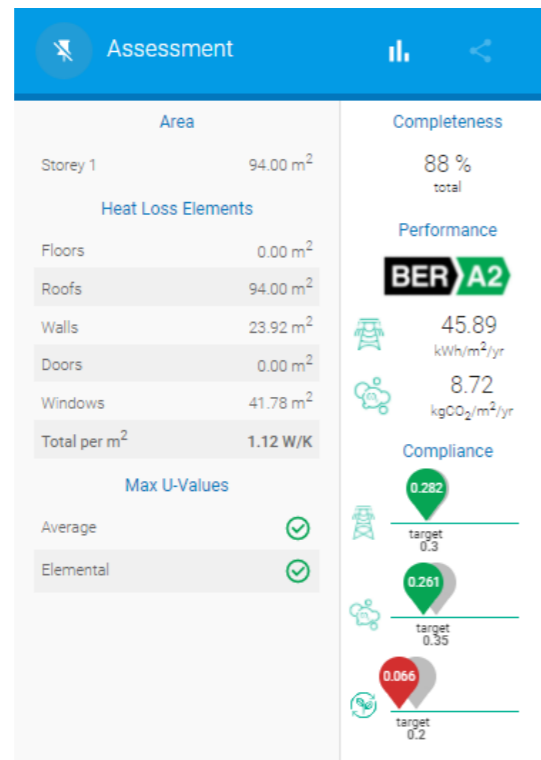 Assessment
Area
Storey 1 94.00 m²
Heat Loss Elements
Floors 0.00 m²
Roofs 94.00 m²
Walls 23.92 m²
Doors 0.00 m²
Windows 41.78 m²
Total per m² 1.12 W/K
Max U-Values
Average
Elemental
Completeness
88 %
total
Performance
BER A2
45.89
kWh/m²/yr
8.72
kgCO₂/m²/yr
Compliance
0.282
target
0.3
0.261
target
0.35
0.066
target
0.2